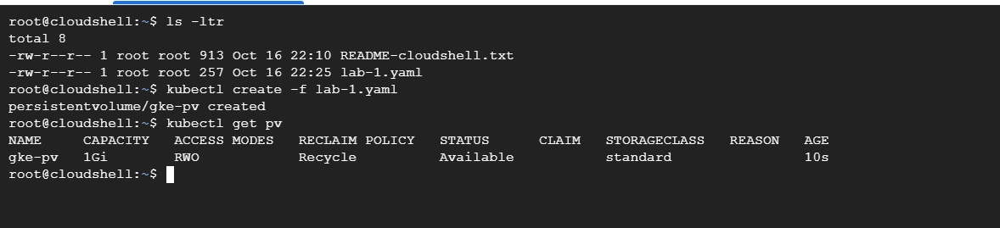 root@cloudshell:~$ ls -ltr
total 8
-rw-r--r-- 1 root root 913 Oct 16 22:10 README-cloudshell.txt
-rw-r--r-- 1 root root 257 Oct 16 22:25 lab-1.yaml
root@cloudshell:~$ kubectl create -f lab-1.yaml
persistentvolume/gke-pv created
root@cloudshell:~$ kubectl get pv
NAME     CAPACITY   ACCESS MODES   RECLAIM POLICY   STATUS      CLAIM   STORAGECLASS   REASON   AGE
gke-pv   1Gi        RWO            Recycle          Available           standard                10s
root@cloudshell:~$